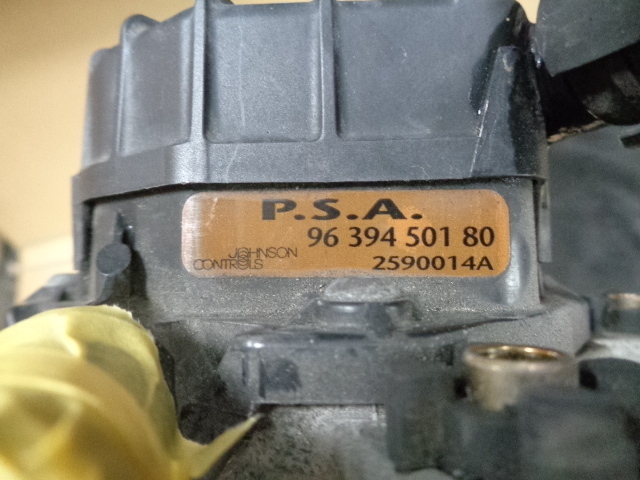 P.S.A.
96 394 501 80
JOHNSON
CONTROLS
2590014A